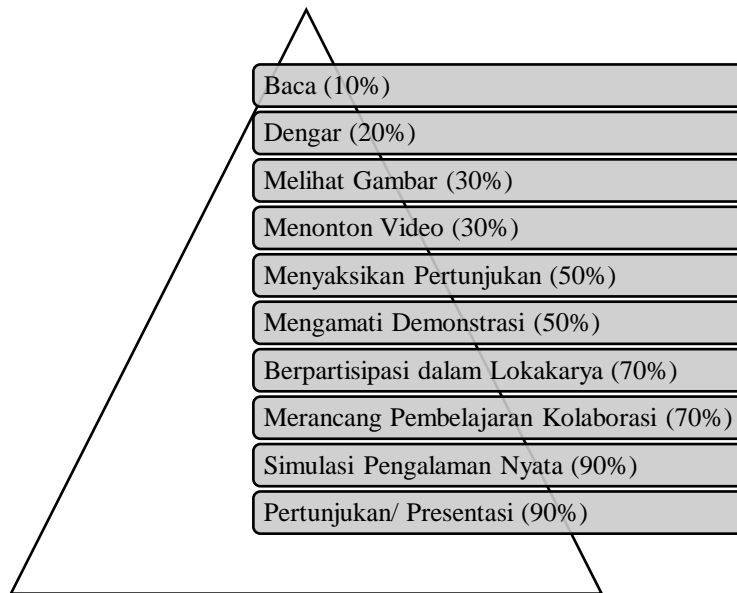 Baca (10%)
Dengar (20%)
Melihat Gambar (30%)
Menonton Video (30%)
Menyaksikan Pertunjukan (50%)
Mengamati Demonstrasi (50%)
Berpartisipasi dalam Lokakarya (70%)
Merancang Pembelajaran Kolaborasi (70%)
Simulasi Pengalaman Nyata (90%)
Pertunjukan/ Presentasi (90%)